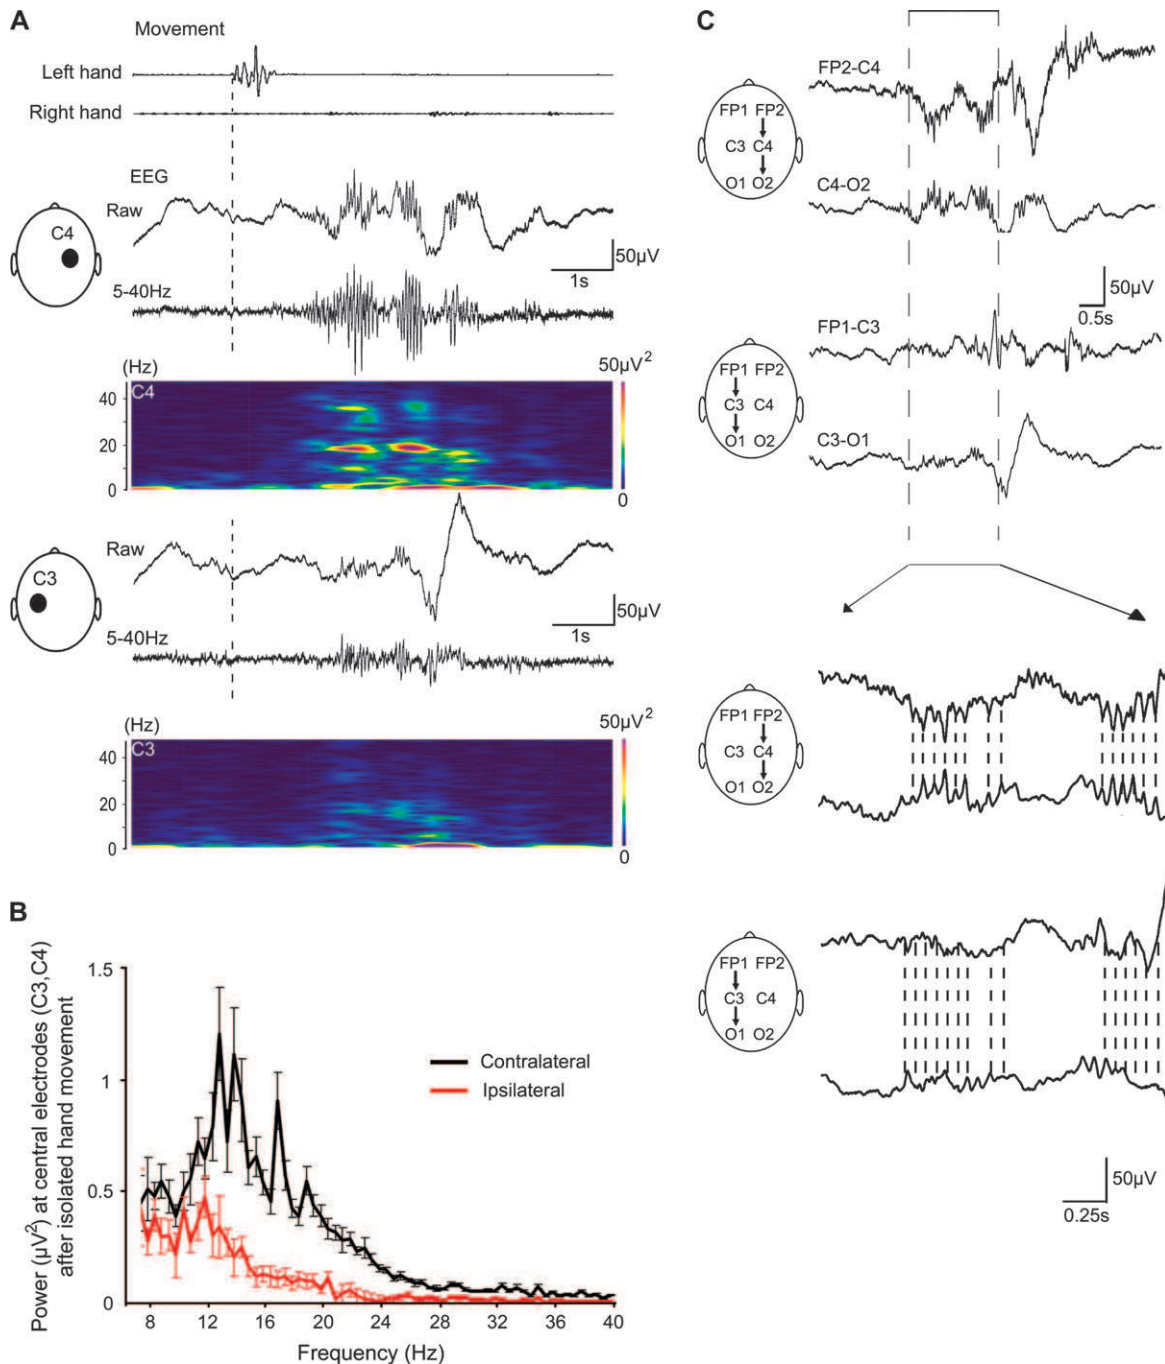 A
Movement
Left hand
Right hand
EEG
Raw
C4
50µV
1s
5-40Hz
(Hz)
50µV²
C4
40
20
0
0
Raw
C3
50µV
1s
5-40Hz
(Hz)
50µV²
C3
40
20
0
0
B
Power (µV²) at central electrodes (C3,C4)
after isolated hand movement
1.5
1
0.5
0
Contralateral
Ipsilateral
8 12 16 20 24 28 32 36 40
Frequency (Hz)
C
FP2-C4
FP1 FP2
C3 C4
O1 O2
C4-O2
50µV
0.5s
FP1-C3
FP1 FP2
C3 C4
O1 O2
C3-O1
FP1 FP2
C3 C4
O1 O2
FP1 FP2
C3 C4
O1 O2
50µV
0.25s